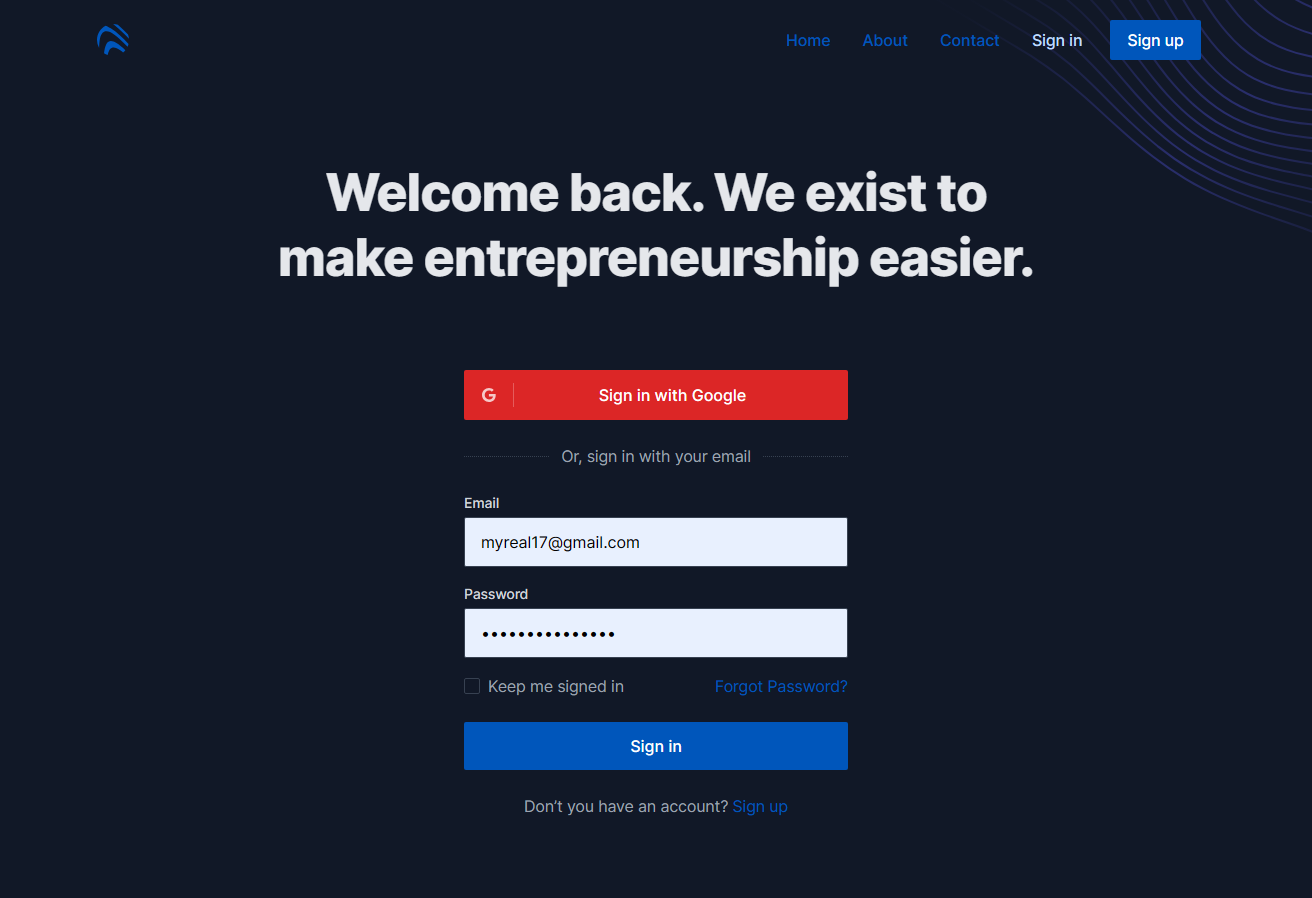 Home About Contact Sign in Sign up
Welcome back. We exist to
make entrepreneurship easier.
G Sign in with Google
Or, sign in with your email
Email
myreal17@gmail.com
Password
•••••••••••••••
Keep me signed in Forgot Password?
Sign in
Don’t you have an account? Sign up